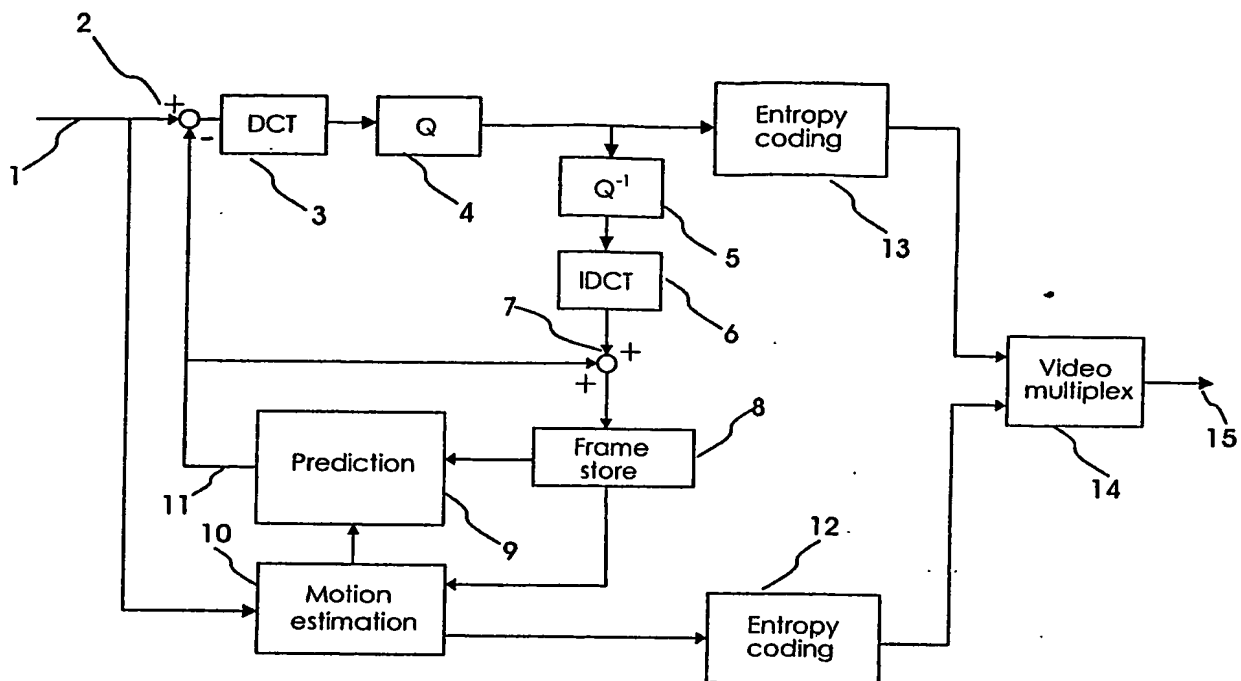 2
+
-
DCT
Q
Entropy
coding
1
3
4
Q-1
5
13
IDCT
6
7
+
+
Video
multiplex
8
Prediction
Frame
store
15
11
14
9
12
10
Motion
estimation
Entropy
coding